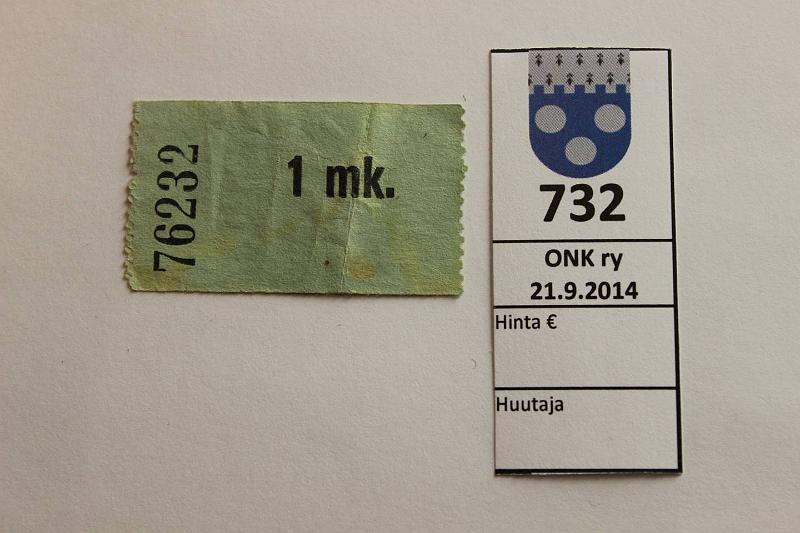 76232
1 mk.
732
ONK ry
21.9.2014
Hinta €
Huutaja